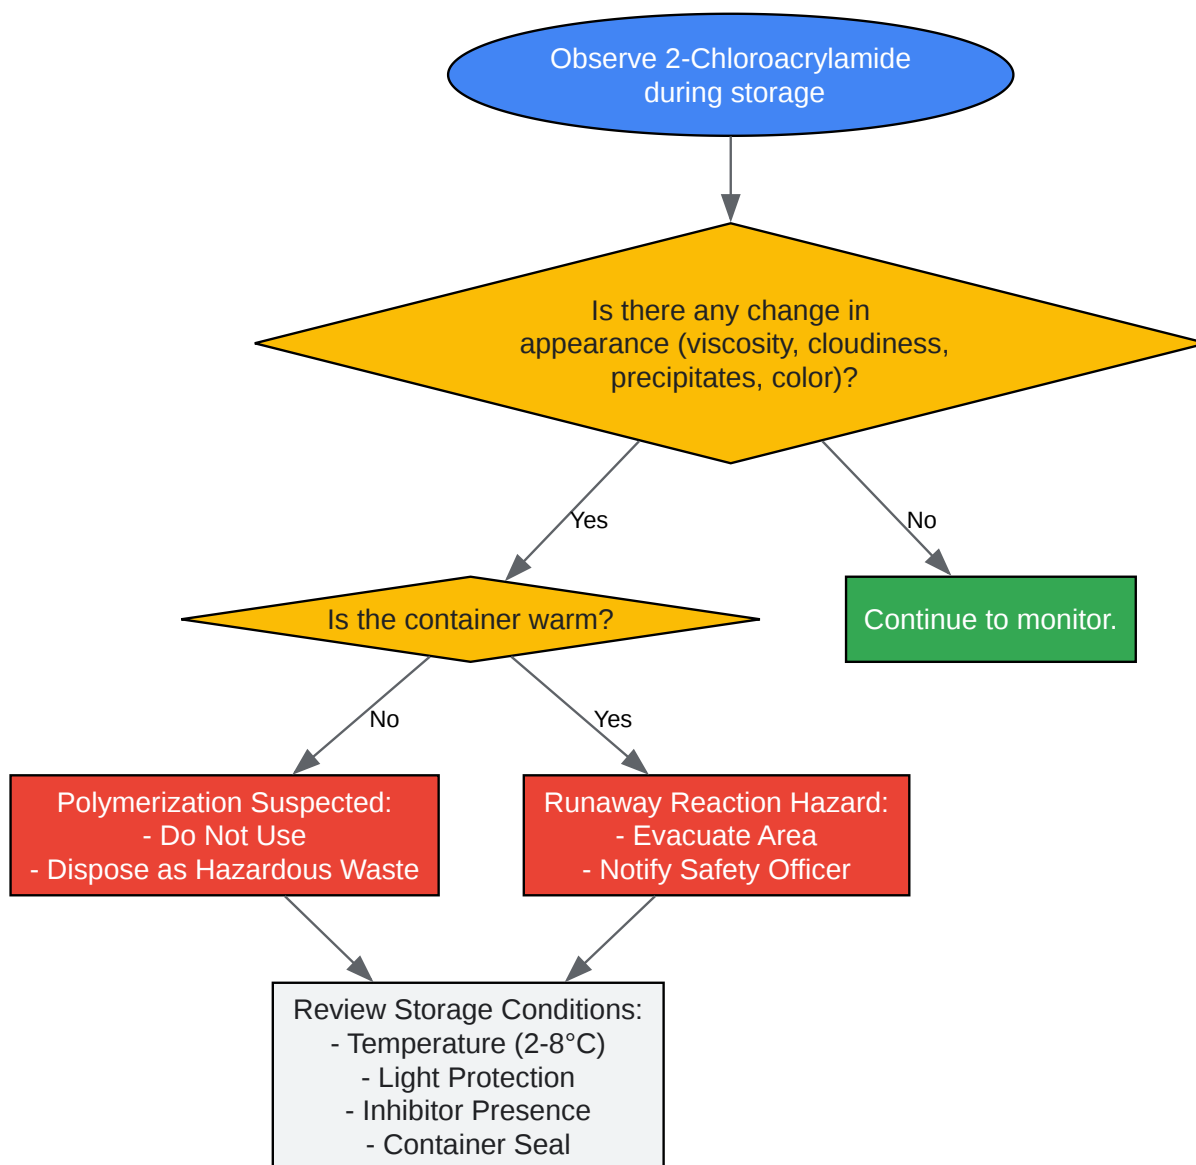 Observe 2-Chloroacrylamide
during storage
Is there any change in
appearance (viscosity, cloudiness,
precipitates, color)?
Yes
No
Is the container warm?
Continue to monitor.
No
Yes
Polymerization Suspected:
- Do Not Use
- Dispose as Hazardous Waste
Runaway Reaction Hazard:
- Evacuate Area
- Notify Safety Officer
Review Storage Conditions:
- Temperature (2-8°C)
- Light Protection
- Inhibitor Presence
- Container Seal